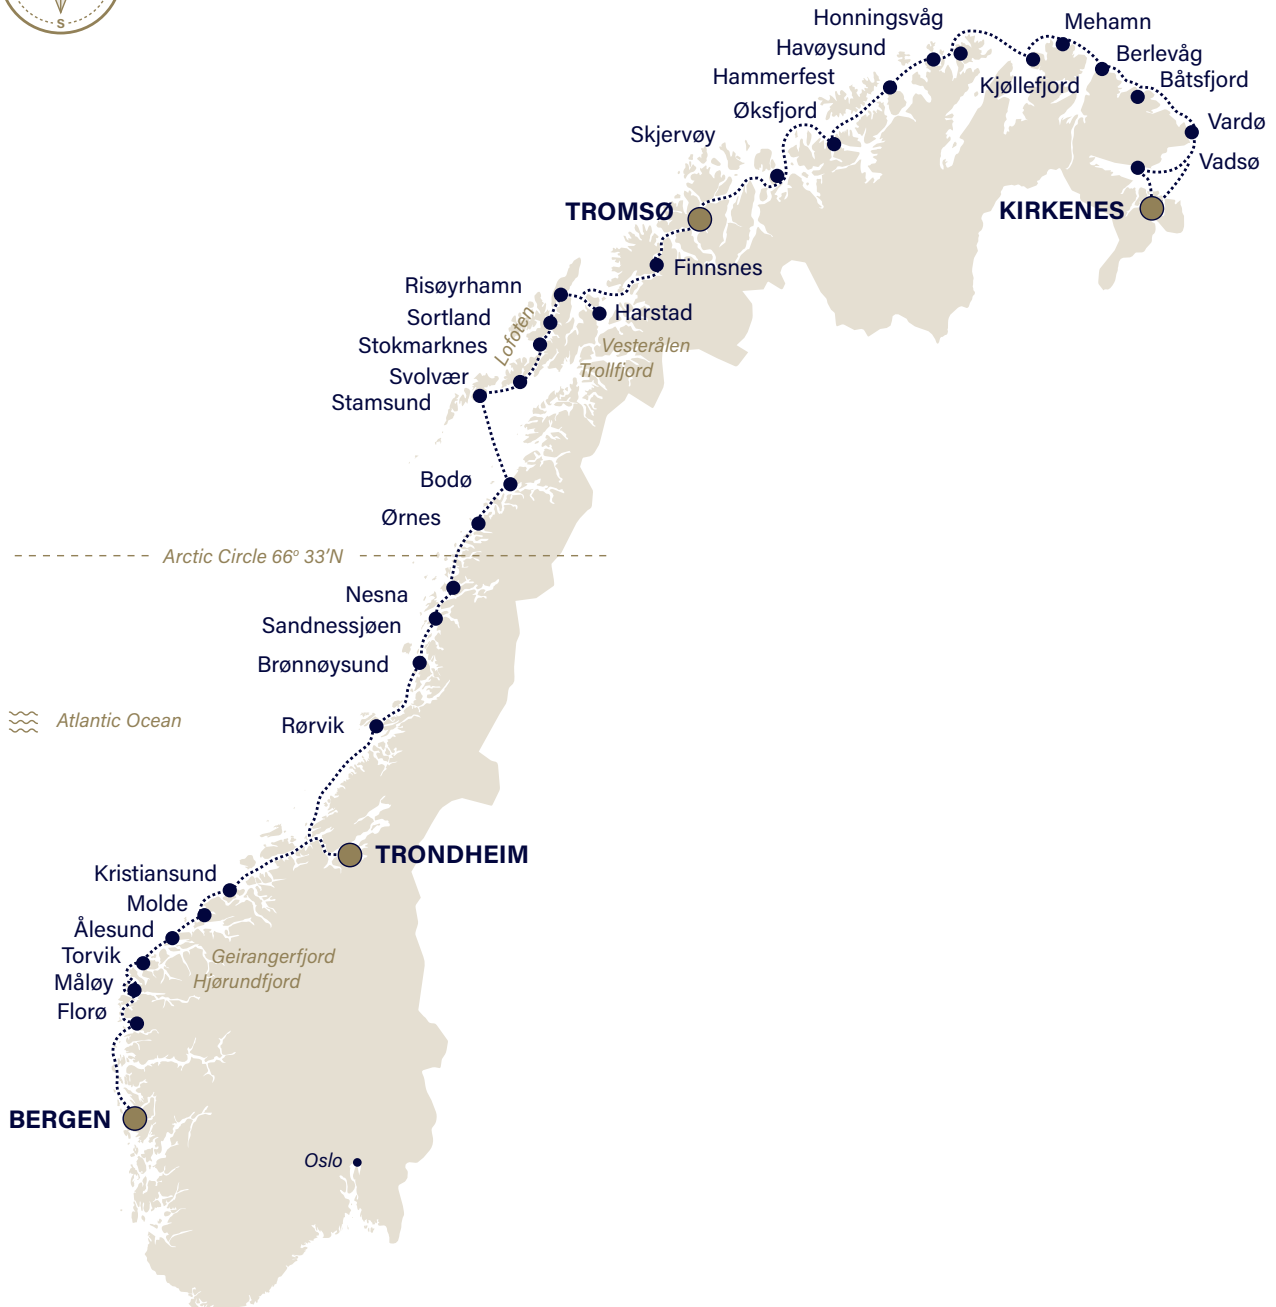 S
Honningsvåg
Mehamn
Havøysund
Berlevåg
Hammerfest
Kjøllefjord
Båtsfjord
Øksfjord
Vardø
Skjervøy
Vadsø
TROMSØ
KIRKENES
Finnsnes
Risøyrhamn
Harstad
Sortland
Lofoten
Stokmarknes
Vesterålen
Trollfjord
Svolvær
Stamsund
Bodø
Ørnes
Arctic Circle 66º 33’N
Nesna
Sandnessjøen
Brønnøysund
Atlantic Ocean
Rørvik
TRONDHEIM
Kristiansund
Molde
Ålesund
Torvik
Geirangerfjord
Måløy
Hjørundfjord
Florø
BERGEN
Oslo